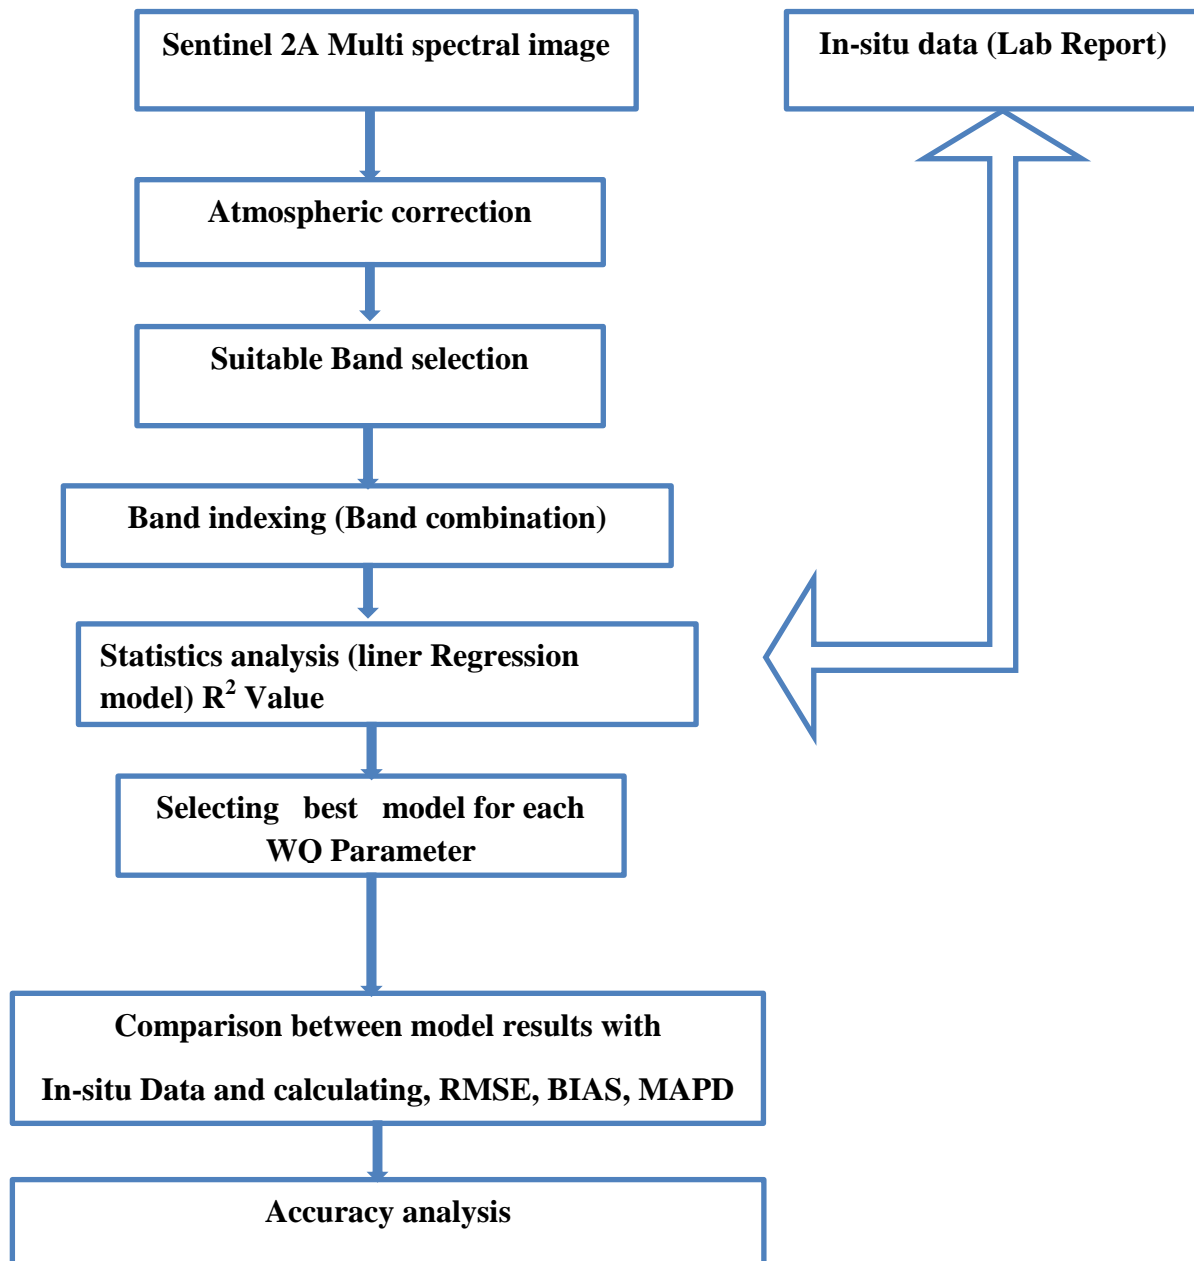 Sentinel 2A Multi spectral image
In-situ data (Lab Report)
Atmospheric correction
Suitable Band selection
Band indexing (Band combination)
Statistics analysis (liner Regression
model) R² Value
Selecting best model for each
WQ Parameter
Comparison between model results with
In-situ Data and calculating, RMSE, BIAS, MAPD
Accuracy analysis